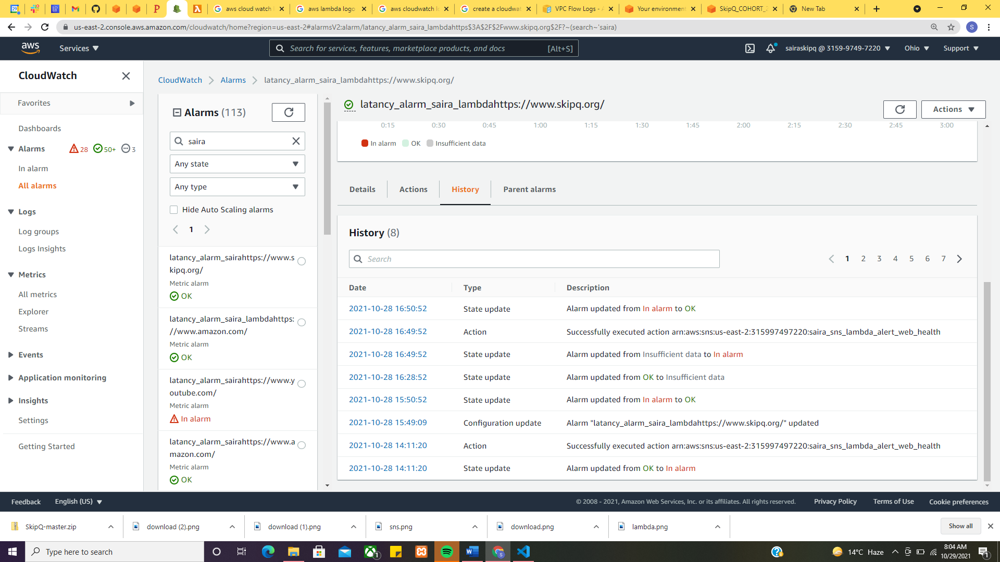 aws cloud watch l
aws lambda logo
aws cloudwatch lo
create a cloudwat
VPC Flow Logs - A
Your environment
SkipQ_COHORT_2
New Tab
us-east-2.console.aws.amazon.com/cloudwatch/home?region=us-east-2#alarmsV2:alarm/latancy_alarm_saira_lambdahttps$3A$2F$2Fwww.skipq.org$2F?~(search~'saira)
S
aws
Services
Search for services, features, marketplace products, and docs
[Alt+S]
sairaskipq @ 3159-9749-7220
Ohio
Support
CloudWatch
Favorites
Dashboards
Alarms 28 50+ 3
In alarm
All alarms
Logs
Log groups
Logs Insights
Metrics
All metrics
Explorer
Streams
Events
Application monitoring
Insights
Settings
Getting Started
CloudWatch
Alarms
latancy_alarm_saira_lambdahttps://www.skipq.org/
Alarms (113)
saira
Any state
Any type
Hide Auto Scaling alarms
1
latancy_alarm_sairahttps://www.s
kipq.org/
Metric alarm
OK
latancy_alarm_saira_lambdahttps:
//www.amazon.com/
Metric alarm
OK
latancy_alarm_sairahttps://www.y
outube.com/
Metric alarm
In alarm
latancy_alarm_sairahttps://www.a
mazon.com/
Metric alarm
OK
latancy_alarm_saira_lambdahttps://www.skipq.org/
Actions
0:15 0:30 0:45 1:00 1:15 1:30 1:45 2:00 2:15 2:30 2:45 3:00
In alarm OK Insufficient data
Details Actions History Parent alarms
History (8)
Search
1 2 3 4 5 6 7
Date Type Description
2021-10-28 16:50:52 State update Alarm updated from In alarm to OK
2021-10-28 16:49:52 Action Successfully executed action arn:aws:sns:us-east-2:315997497220:saira_sns_lambda_alert_web_health
2021-10-28 16:49:52 State update Alarm updated from Insufficient data to In alarm
2021-10-28 16:28:52 State update Alarm updated from OK to Insufficient data
2021-10-28 15:50:52 State update Alarm updated from In alarm to OK
2021-10-28 15:49:09 Configuration update Alarm "latancy_alarm_saira_lambdahttps://www.skipq.org/" updated
2021-10-28 14:11:20 Action Successfully executed action arn:aws:sns:us-east-2:315997497220:saira_sns_lambda_alert_web_health
2021-10-28 14:11:20 State update Alarm updated from OK to In alarm
Feedback
English (US)
© 2008 - 2021, Amazon Web Services, Inc. or its affiliates. All rights reserved.
Privacy Policy
Terms of Use
Cookie preferences
SkipQ-master.zip
download (2).png
download (1).png
sns.png
download.png
lambda.png
Show all
Type here to search
14°C Haze
8:04 AM
10/29/2021